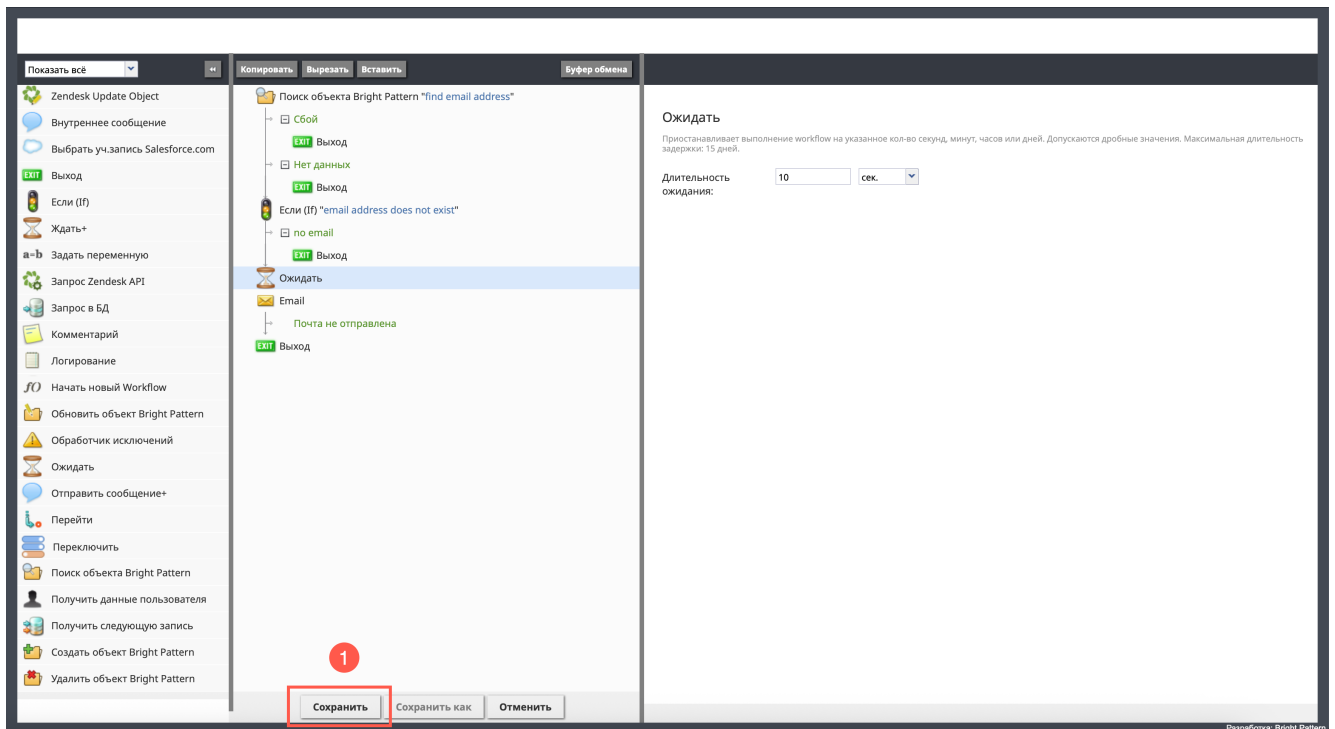 Показать всё
Копировать Вырезать Вставить Буфер обмена
Zendesk Update Object
Внутреннее сообщение
Выбрать уч.запись Salesforce.com
EXIT Выход
Если (If)
Ждать+
a=b Задать переменную
Запрос Zendesk API
Запрос в БД
Комментарий
Логирование
f() Начать новый Workflow
Обновить объект Bright Pattern
Обработчик исключений
Ожидать
Отправить сообщение+
Перейти
Переключить
Поиск объекта Bright Pattern
Получить данные пользователя
Получить следующую запись
Создать объект Bright Pattern
Удалить объект Bright Pattern
Поиск объекта Bright Pattern "find email address"
Сбой
EXIT Выход
Нет данных
EXIT Выход
Если (If) "email address does not exist"
no email
EXIT Выход
Ожидать
Email
Почта не отправлена
EXIT Выход
1
Сохранить Сохранить как Отменить
Ожидать
Приостанавливает выполнение workflow на указанное кол-во секунд, минут, часов или дней. Допускаются дробные значения. Максимальная длительность
задержки: 15 дней.
Длительность 10 сек.
ожидания:
Разработка: Bright Pattern